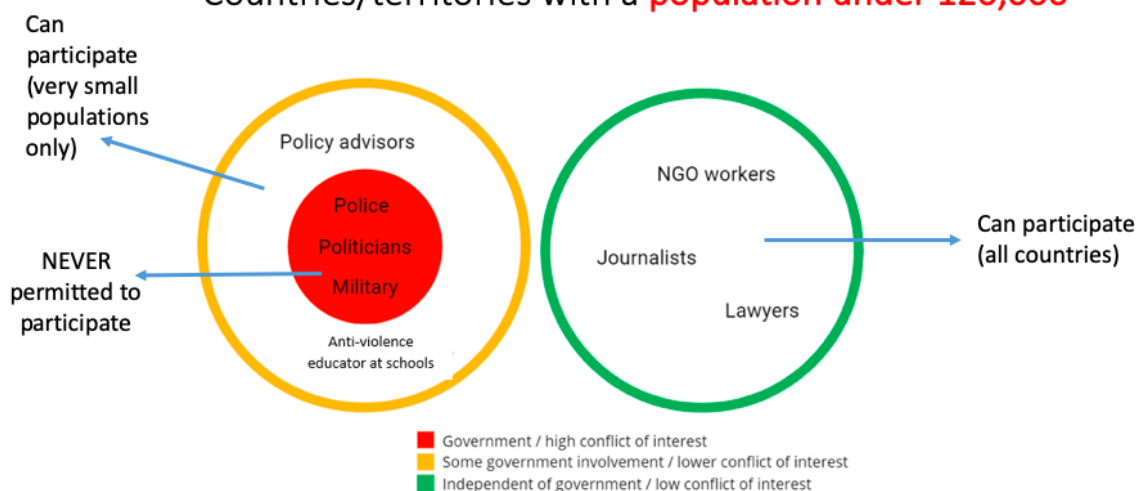 Countries/territories with a population under 120,000
Can
participate
(very small
populations
only)
Policy advisors
Police
Politicians
Military
NEVER
permitted to
participate
Anti-violence
educator at schools
NGO workers
Journalists
Lawyers
Can participate
(all countries)
Government / high conflict of interest
Some government involvement / lower conflict of interest
Independent of government / low conflict of interest